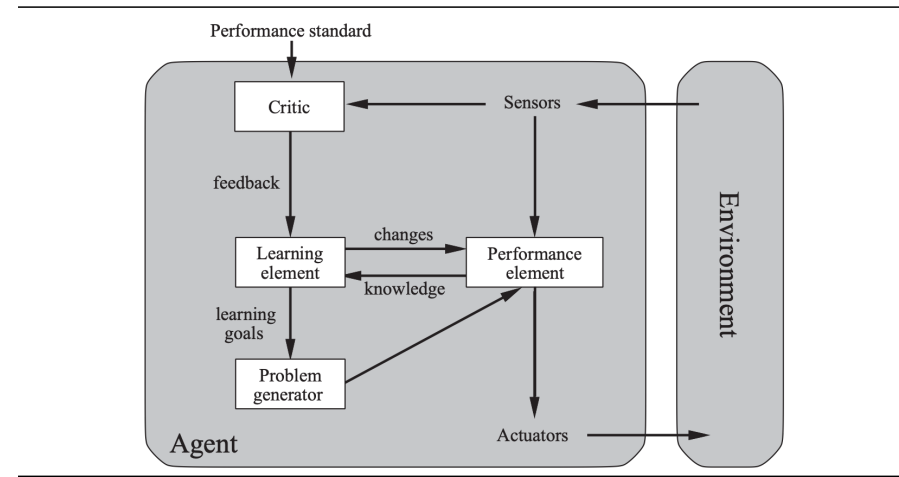 Performance standard
Critic
Sensors
feedback
changes
Learning
element
Performance
element
knowledge
learning
goals
Problem
generator
Actuators
Agent
Environment